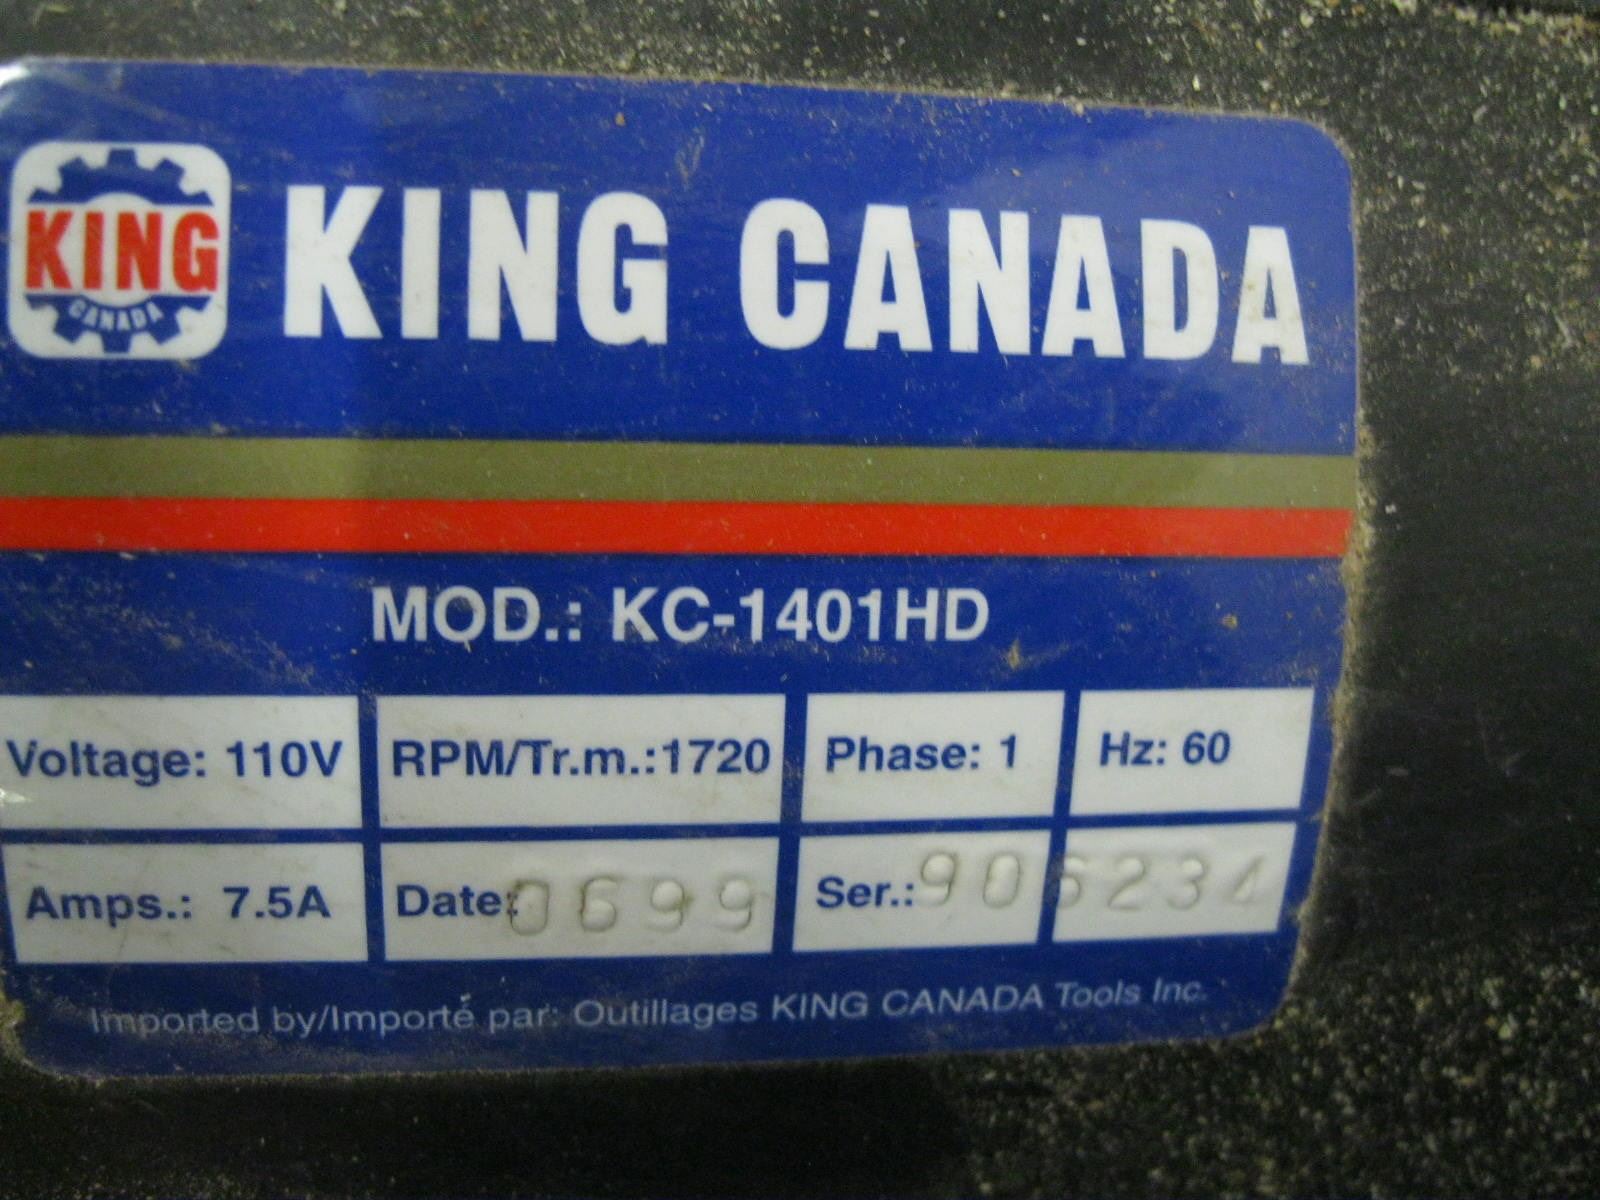 KING
CANADA
KING CANADA
MOD.: KC-1401HD
Voltage: 110V RPM/Tr.m.:1720 Phase: 1 Hz: 60
Amps.: 7.5A Date: 0699 Ser.: 906234
Imported by/Importé par: Outillages KING CANADA Tools Inc.